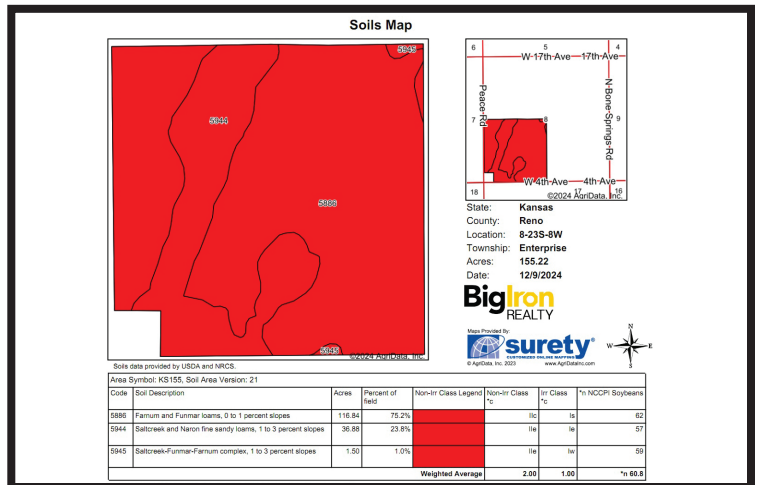 Soils Map
5945
5944
5886
5945
©2024 AgriData, Inc.
6
5
4
W 17th Ave
17th Ave
Peace Rd
N Bone Springs Rd
7
8
9
W 4th Ave
4th Ave
18
17
16
©2024 AgriData, Inc.
State: Kansas
County: Reno
Location: 8-23S-8W
Township: Enterprise
Acres: 155.22
Date: 12/9/2024
BigIron
REALTY
Maps Provided By:
surety®
CUSTOMIZED ONLINE MAPPING
© AgriData, Inc. 2023 www.AgriDataInc.com
N
W E
S
Soils data provided by USDA and NRCS.
Area Symbol: KS155, Soil Area Version: 21
Code Soil Description Acres Percent of field Non-Irr Class Legend Non-Irr Class *c Irr Class *c *n NCCPI Soybeans
5886 Farnum and Funmar loams, 0 to 1 percent slopes 116.84 75.2% IIc Is 62
5944 Saltcreek and Naron fine sandy loams, 1 to 3 percent slopes 36.88 23.8% IIe Ie 57
5945 Saltcreek-Funmar-Farnum complex, 1 to 3 percent slopes 1.50 1.0% IIe Iw 59
Weighted Average 2.00 1.00 *n 60.8